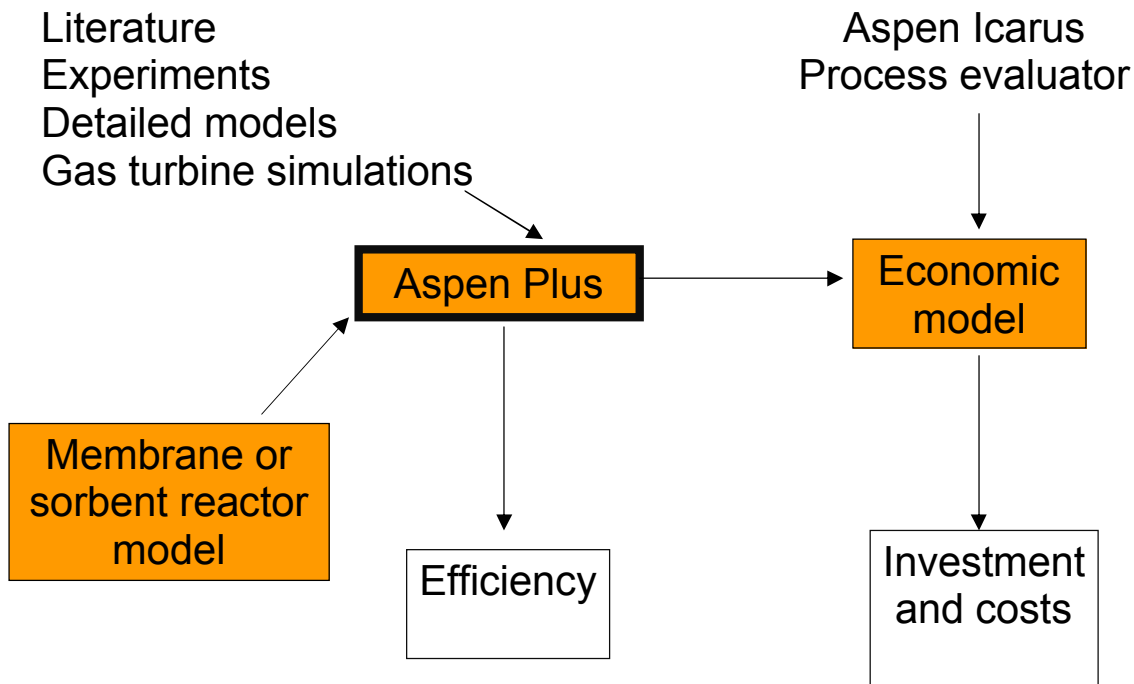 Literature
Experiments
Detailed models
Gas turbine simulations
Aspen Icarus
Process evaluator
Aspen Plus
Economic
model
Membrane or
sorbent reactor
model
Efficiency
Investment
and costs